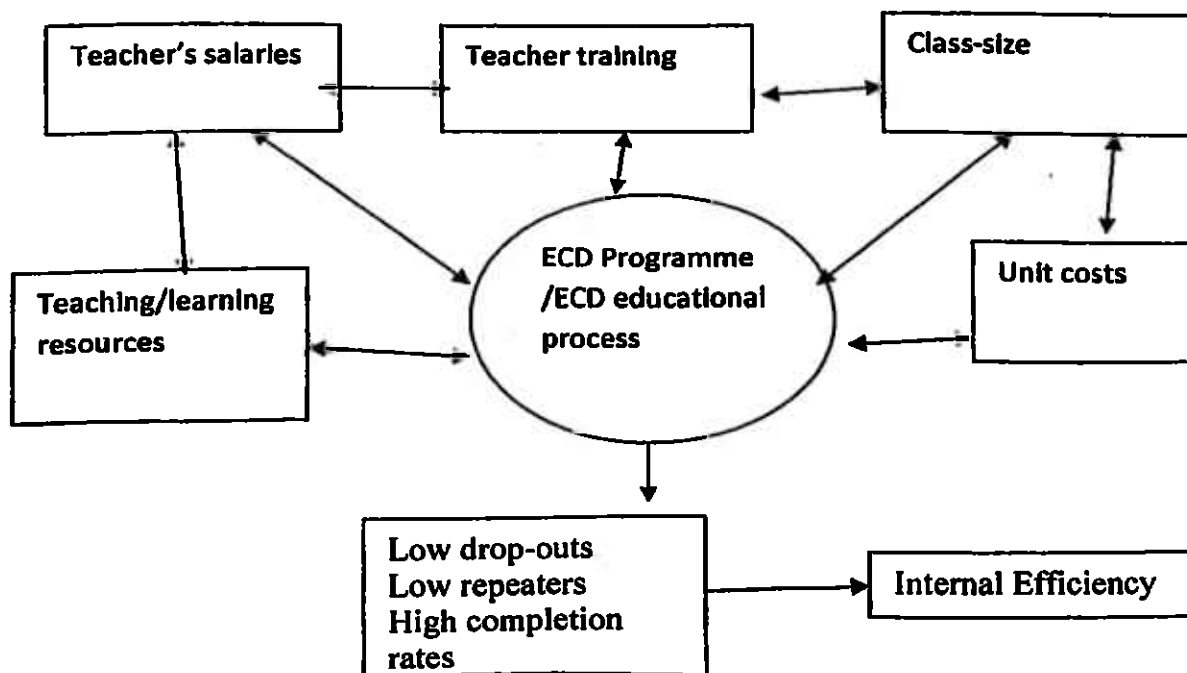 Teacher's salaries
Teacher training
Class-size
ECD Programme
/ECD educational
process
Unit costs
Teaching/learning
resources
Low drop-outs
Low repeaters
High completion
rates
Internal Efficiency